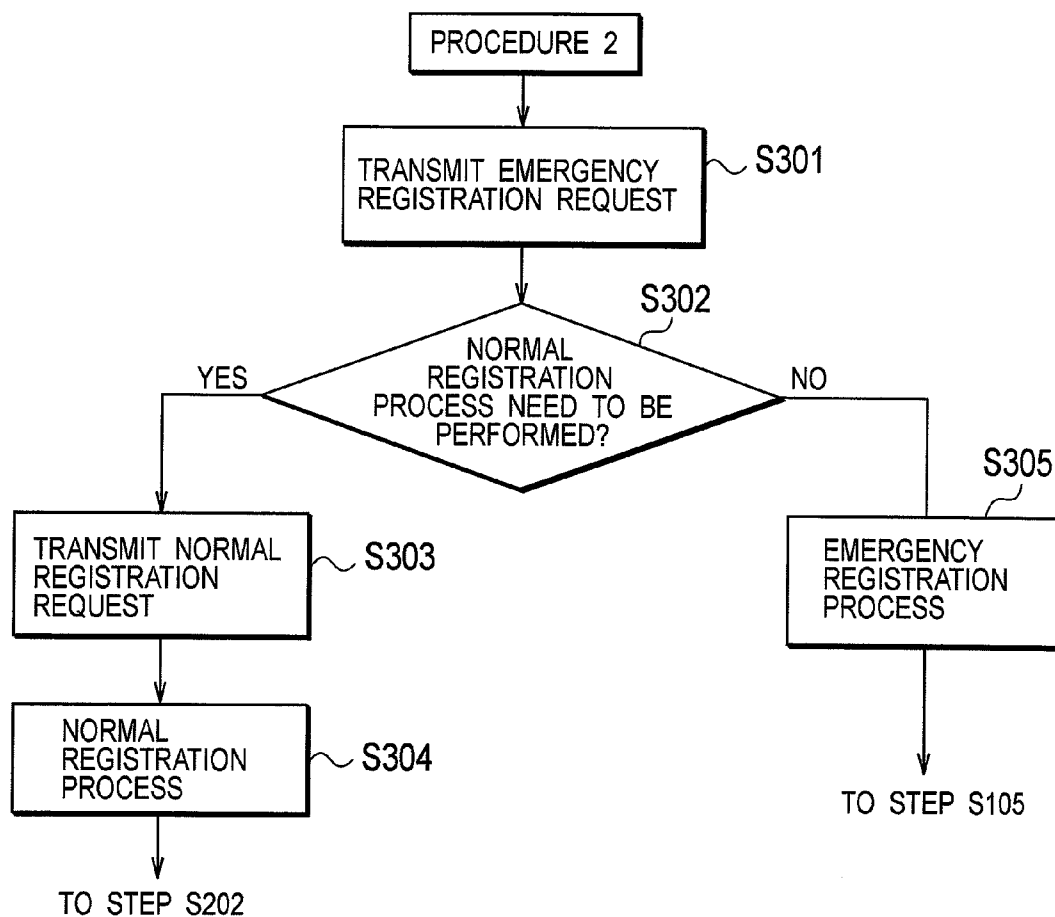 PROCEDURE 2
TRANSMIT EMERGENCY
REGISTRATION REQUEST
S301
S302
NORMAL
REGISTRATION
PROCESS NEED TO BE
PERFORMED?
YES
NO
TRANSMIT NORMAL
REGISTRATION
REQUEST
S303
S305
EMERGENCY
REGISTRATION
PROCESS
NORMAL
REGISTRATION
PROCESS
S304
TO STEP S105
TO STEP S202